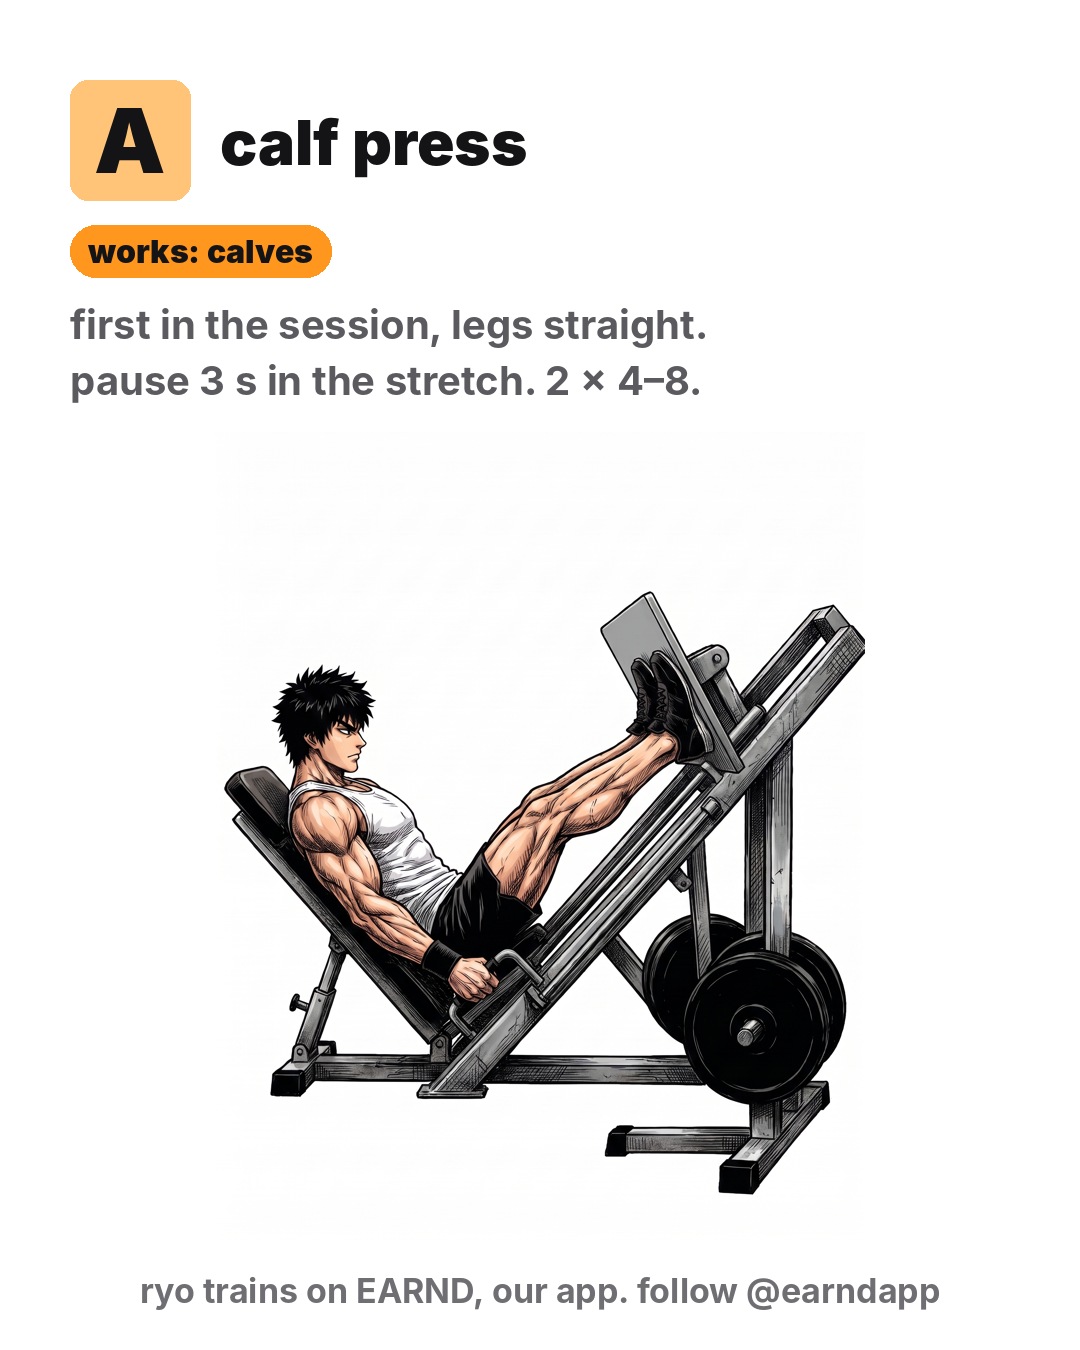 A calf press
works: calves
first in the session, legs straight.
pause 3 s in the stretch. 2 × 4–8.
ryo trains on EARND, our app. follow @earndapp